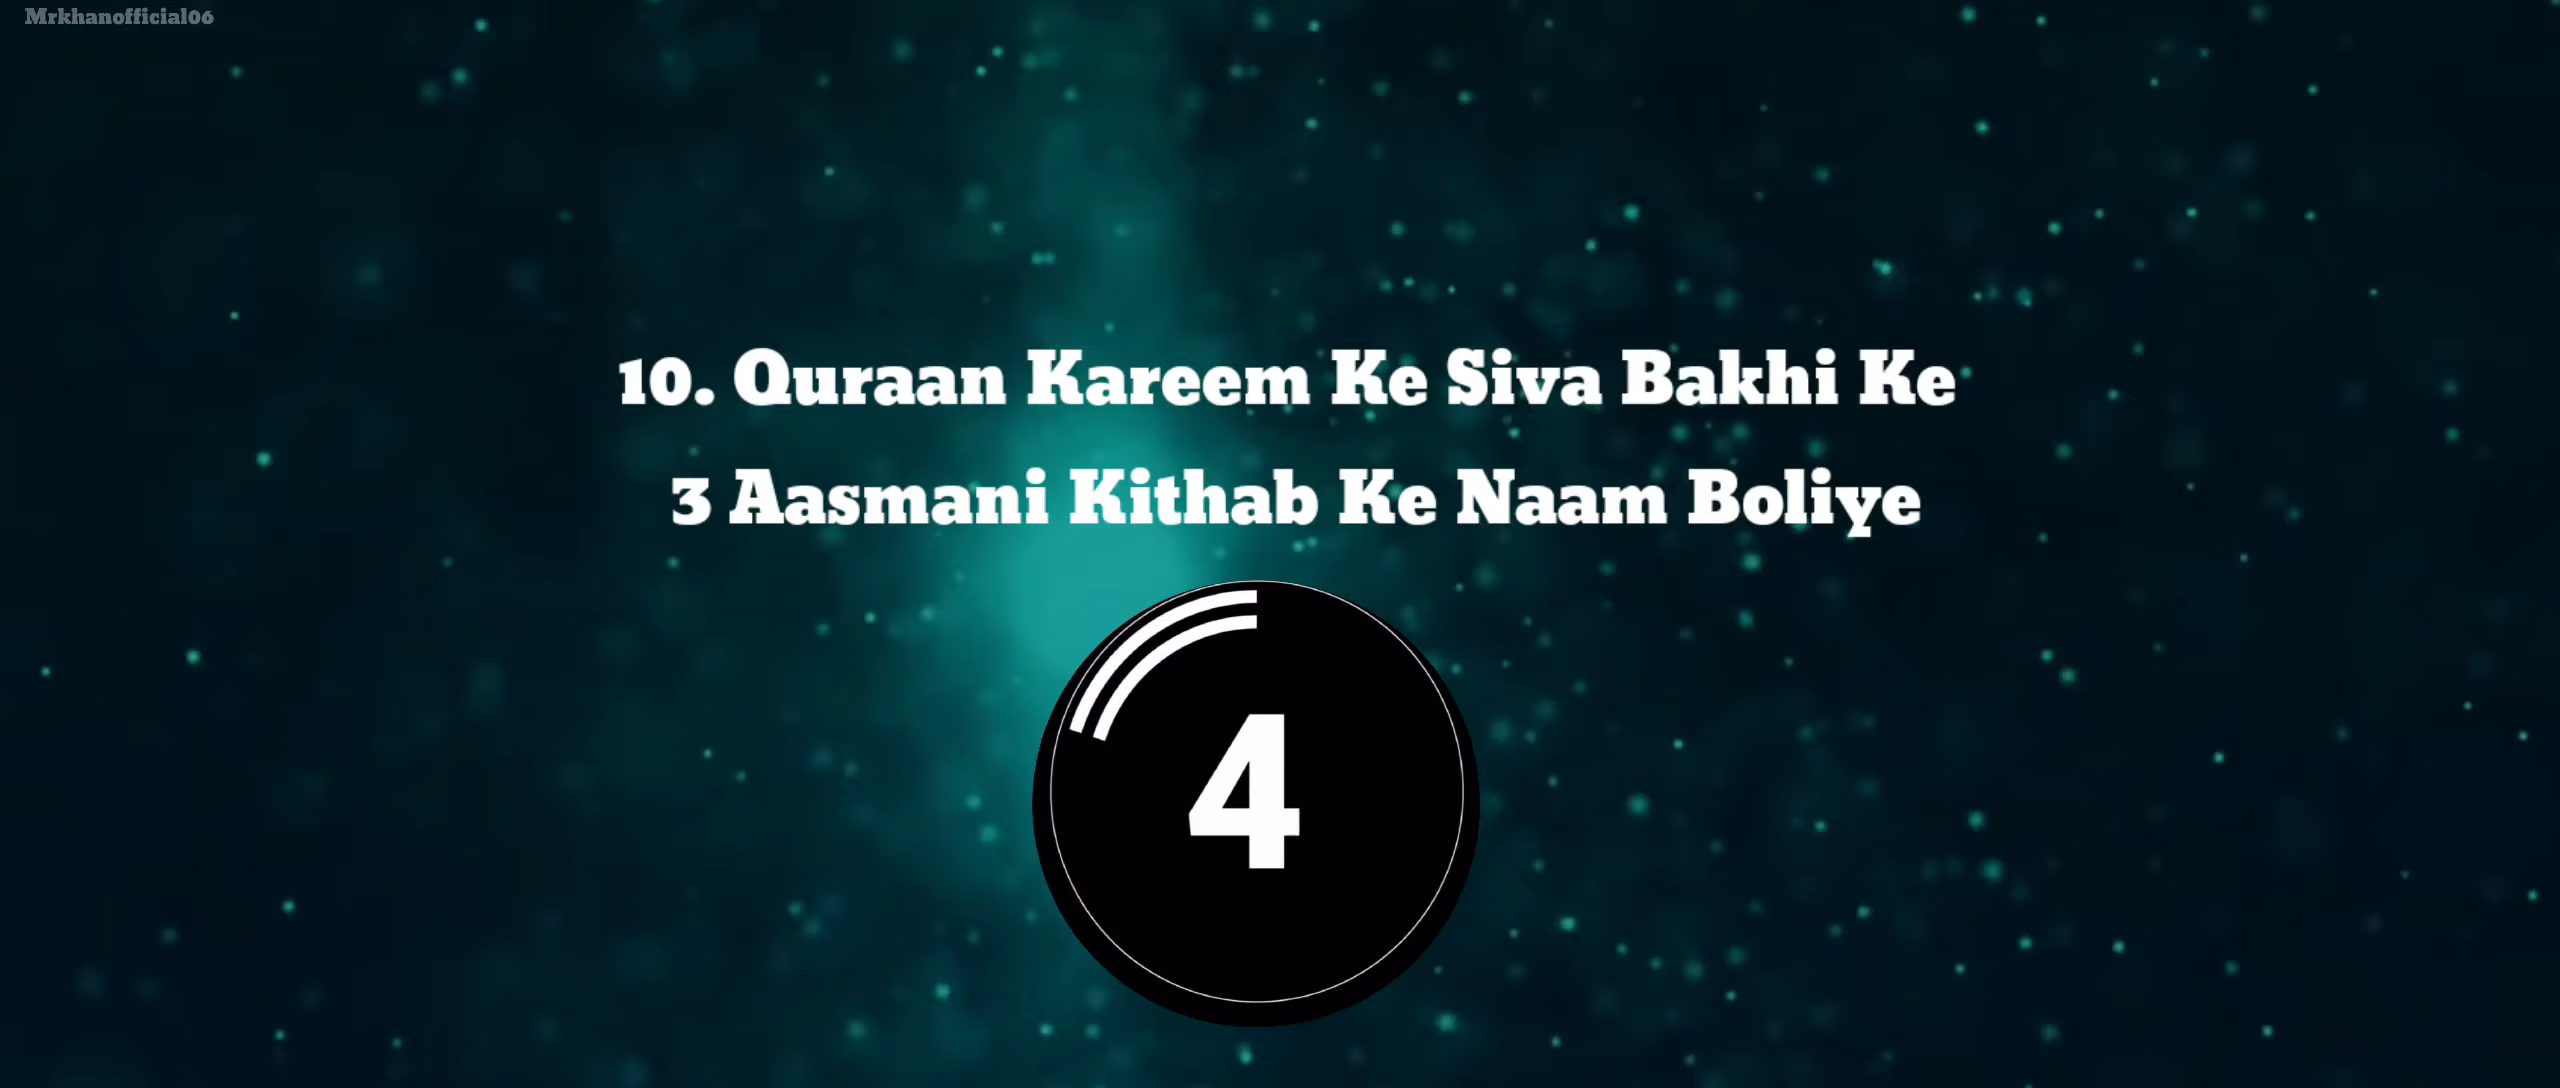 Mrkhanofficial06
10. Quraan Kareem Ke Siva Bakhi Ke
3 Aasmani Kithab Ke Naam Boliye
4